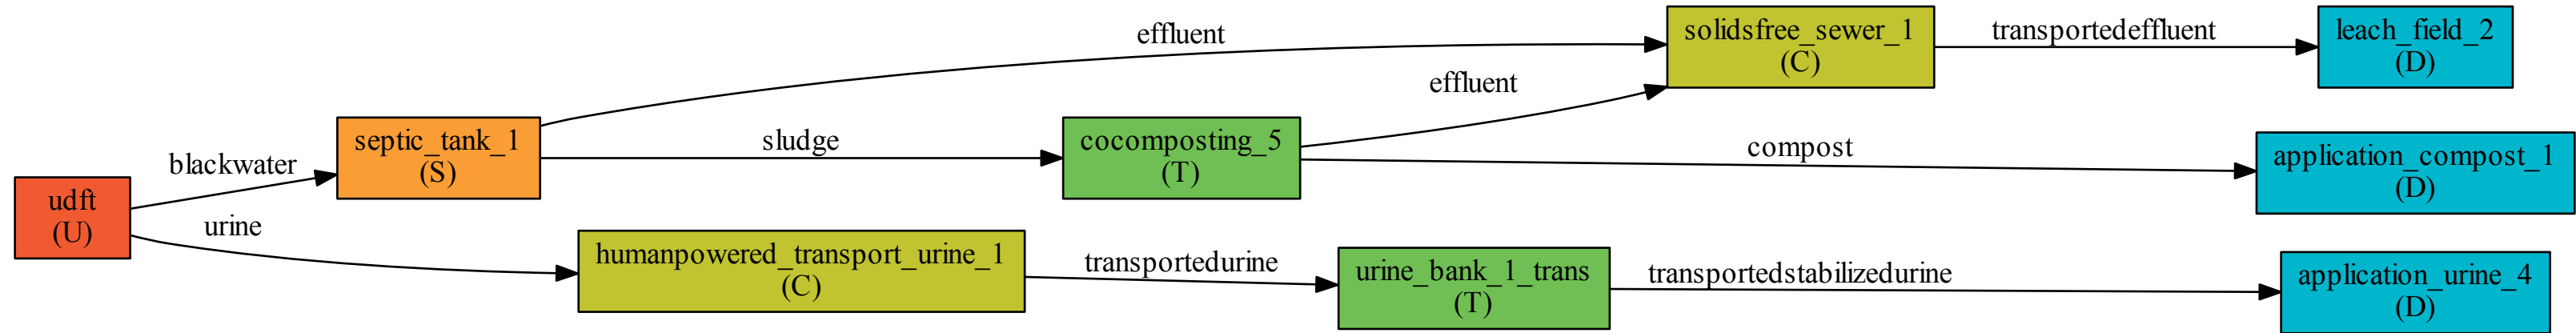 effluent
solidsfree_sewer_1
(C)
transportedeffluent
leach_field_2
(D)
effluent
blackwater
septic_tank_1
(S)
sludge
cocomposting_5
(T)
compost
application_compost_1
(D)
udft
(U)
urine
humanpowered_transport_urine_1
(C)
transportedurine
urine_bank_1_trans
(T)
transportedstabilizedurine
application_urine_4
(D)